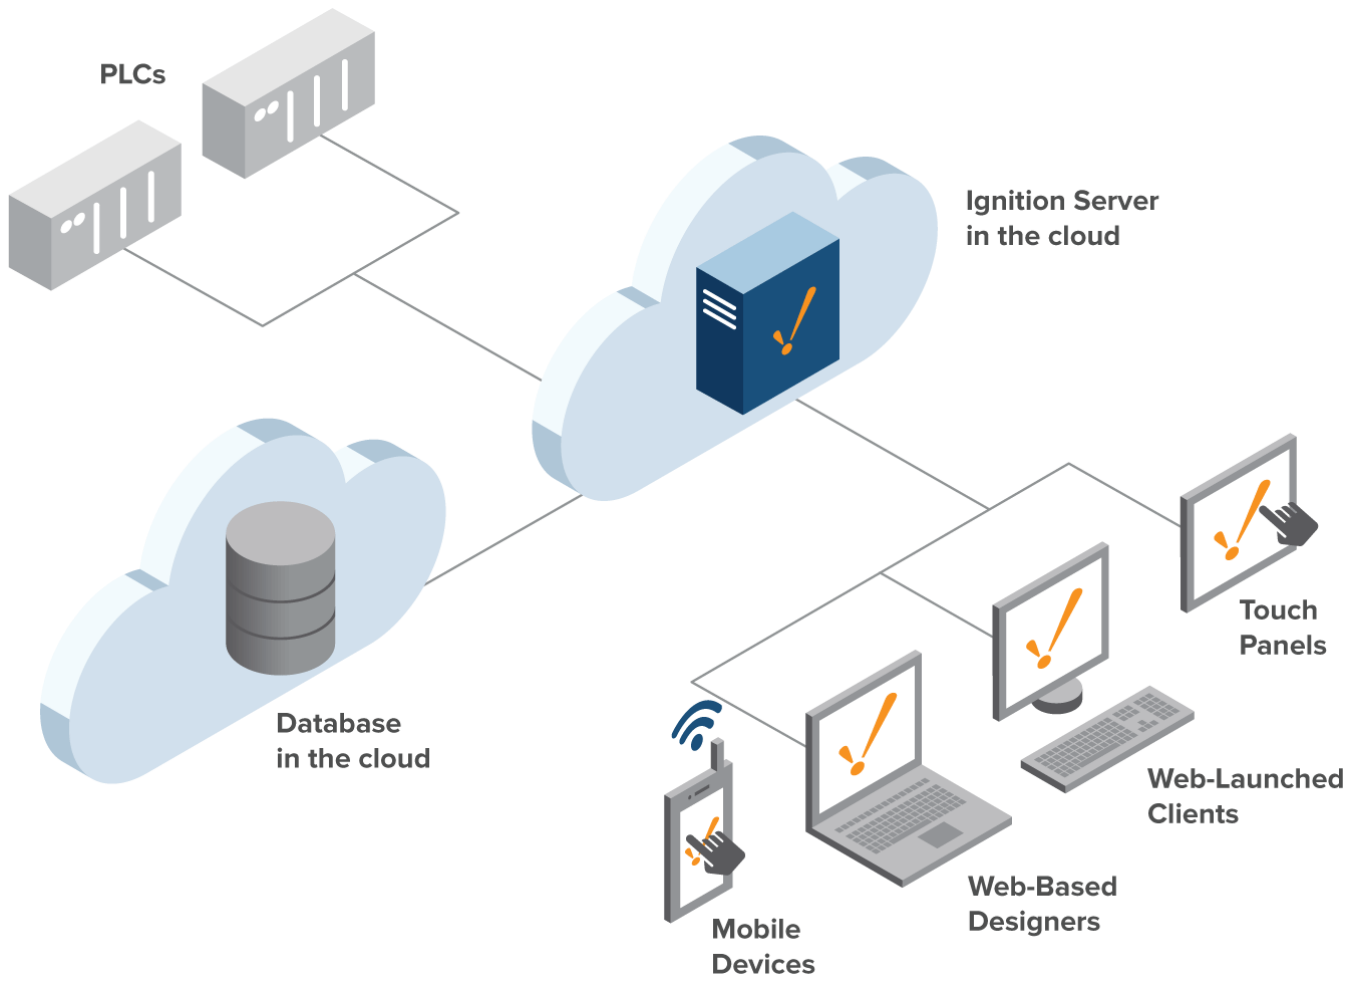 PLCs
Ignition Server
in the cloud
Touch
Panels
Database
in the cloud
Web-Launched
Clients
Web-Based
Designers
Mobile
Devices